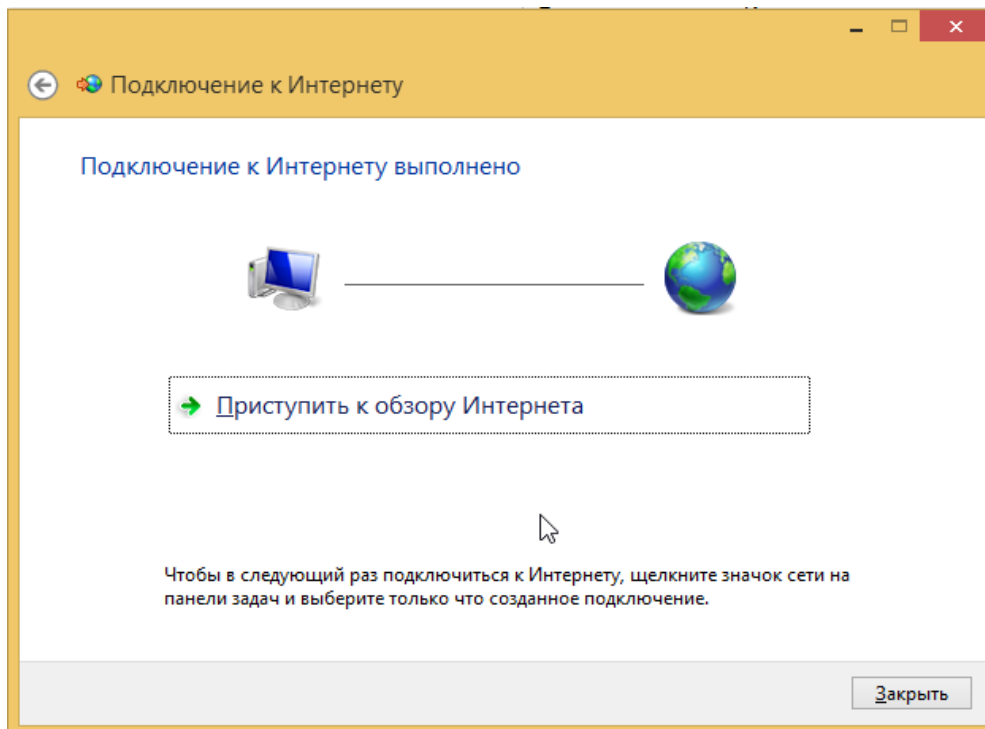 Подключение к Интернету
Подключение к Интернету выполнено
Приступить к обзору Интернета
Чтобы в следующий раз подключиться к Интернету, щелкните значок сети на
панели задач и выберите только что созданное подключение.
Закрыть